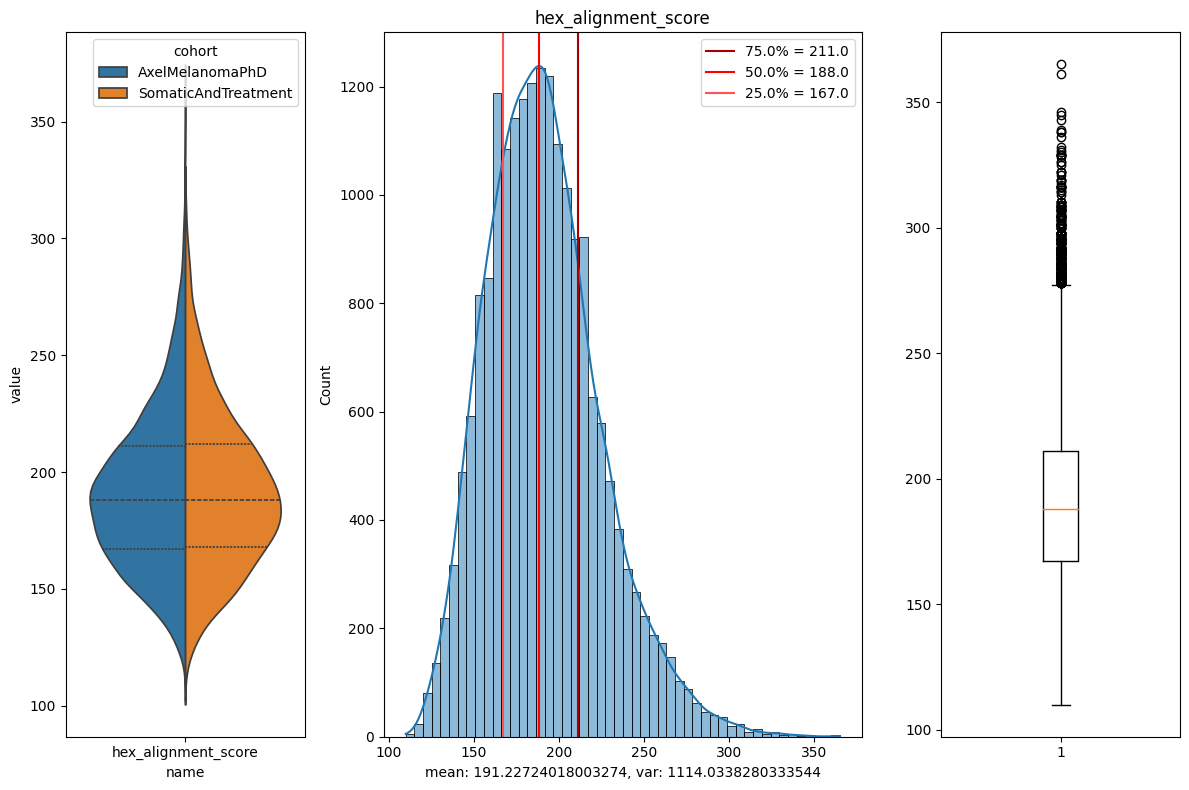 hex_alignment_score
cohort
AxelMelanomaPhD
SomaticAndTreatment
value
350
300
250
200
150
100
hex_alignment_score
name
75.0% = 211.0
50.0% = 188.0
25.0% = 167.0
Count
1200
1000
800
600
400
200
0
100 150 200 250 300 350
mean: 191.22724018003274, var: 1114.0338280333544
350
300
250
200
150
100
1